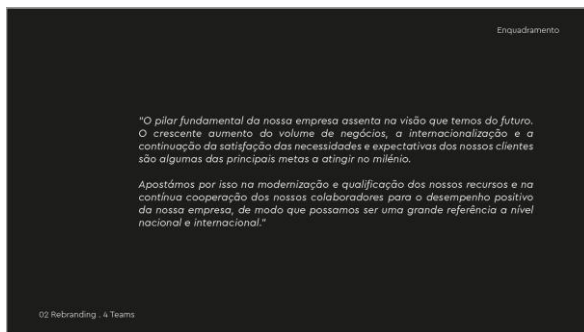 Enquadramento
"O pilar fundamental da nossa empresa assenta na visão que temos do futuro.
O crescente aumento do volume de negócios, a internacionalização e a
continuação da satisfação das necessidades e expectativas dos nossos clientes
são algumas das principais metas a atingir no milénio.
Apostámos por isso na modernização e qualificação dos nossos recursos e na
contínua cooperação dos nossos colaboradores para o desempenho positivo
da nossa empresa, de modo que possamos ser uma grande referência a nível
nacional e internacional."
02 Rebranding . 4 Teams